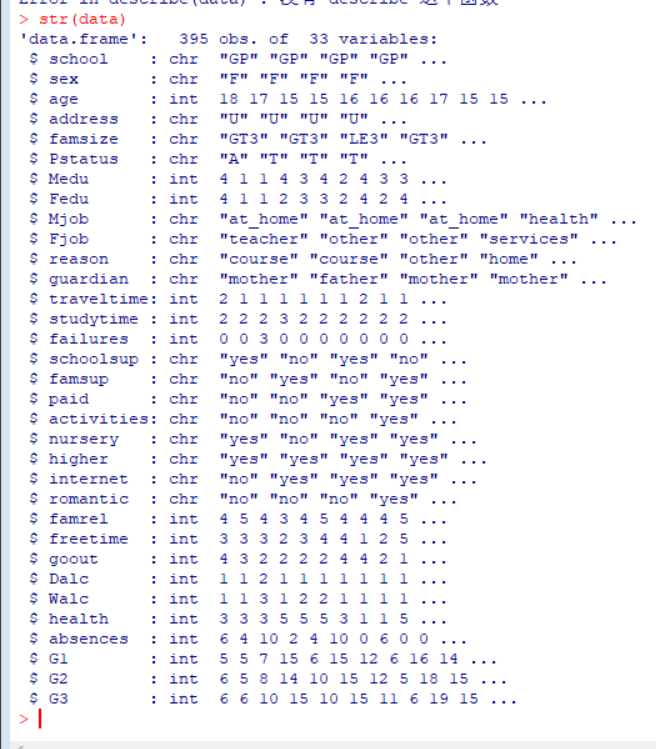 Error in describe(data) : 没有"describe"这个函数
> str(data)
'data.frame':   395 obs. of  33 variables:
 $ school    : chr  "GP" "GP" "GP" "GP" ...
 $ sex       : chr  "F" "F" "F" "F" ...
 $ age       : int  18 17 15 15 16 16 16 17 15 15 ...
 $ address   : chr  "U" "U" "U" "U" ...
 $ famsize   : chr  "GT3" "GT3" "LE3" "GT3" ...
 $ Pstatus   : chr  "A" "T" "T" "T" ...
 $ Medu      : int  4 1 1 4 3 4 2 4 3 3 ...
 $ Fedu      : int  4 1 1 2 3 3 2 4 2 4 ...
 $ Mjob      : chr  "at_home" "at_home" "at_home" "health" ...
 $ Fjob      : chr  "teacher" "other" "other" "services" ...
 $ reason    : chr  "course" "course" "other" "home" ...
 $ guardian  : chr  "mother" "father" "mother" "mother" ...
 $ traveltime: int  2 1 1 1 1 1 1 2 1 1 ...
 $ studytime : int  2 2 2 3 2 2 2 2 2 2 ...
 $ failures  : int  0 0 3 0 0 0 0 0 0 0 ...
 $ schoolsup : chr  "yes" "no" "yes" "no" ...
 $ famsup    : chr  "no" "yes" "no" "yes" ...
 $ paid      : chr  "no" "no" "yes" "yes" ...
 $ activities: chr  "no" "no" "no" "yes" ...
 $ nursery   : chr  "yes" "no" "yes" "yes" ...
 $ higher    : chr  "yes" "yes" "yes" "yes" ...
 $ internet  : chr  "no" "yes" "yes" "yes" ...
 $ romantic  : chr  "no" "no" "no" "yes" ...
 $ famrel    : int  4 5 4 3 4 5 4 4 4 5 ...
 $ freetime  : int  3 3 3 2 3 4 4 1 2 5 ...
 $ goout     : int  4 3 2 2 2 2 4 4 2 1 ...
 $ Dalc      : int  1 1 2 1 1 1 1 1 1 1 ...
 $ Walc      : int  1 1 3 1 2 2 1 1 1 1 ...
 $ health    : int  3 3 3 5 5 5 3 1 1 5 ...
 $ absences  : int  6 4 10 2 4 10 0 6 0 0 ...
 $ G1        : int  5 5 7 15 6 15 12 6 16 14 ...
 $ G2        : int  6 5 8 14 10 15 12 5 18 15 ...
 $ G3        : int  6 6 10 15 10 15 11 6 19 15 ...
>